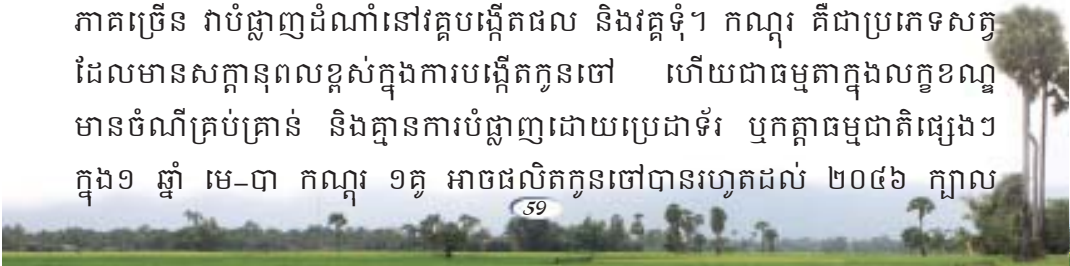 ភាគច្រើន វាបំផ្លាញដំណាំនៅវគ្គបង្កើតផល និងវគ្គទុំ។ កណ្តុរ គឺជាប្រភេទសត្វ
ដែលមានសក្តានុពលខ្ពស់ក្នុងការបង្កើតកូនចៅ ហើយជាធម្មតាក្នុងលក្ខខណ្ឌ
មានចំណីគ្រប់គ្រាន់ និងគ្មានការបំផ្លាញដោយប្រេដាទ័រ ឬកត្តាធម្មជាតិផ្សេងៗ
ក្នុង១ ឆ្នាំ មេ-បា កណ្តុរ ១គូ អាចផលិតកូនចៅបានរហូតដល់ ២០៤៦ ក្បាល
59